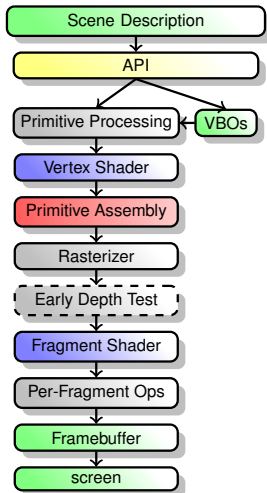 Scene Description
API
Primitive Processing
VBOs
Vertex Shader
Primitive Assembly
Rasterizer
Early Depth Test
Fragment Shader
Per-Fragment Ops
Framebuffer
screen